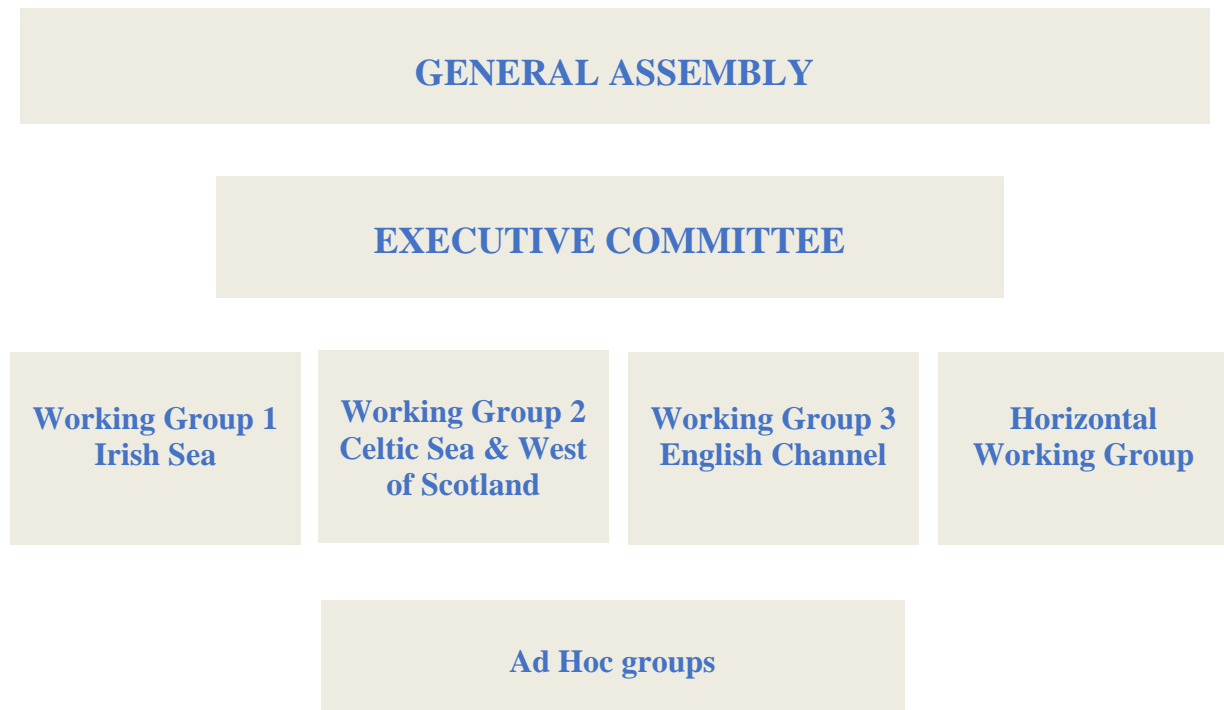 GENERAL ASSEMBLY
EXECUTIVE COMMITTEE
Working Group 1
Irish Sea
Working Group 2
Celtic Sea & West
of Scotland
Working Group 3
English Channel
Horizontal
Working Group
Ad Hoc groups